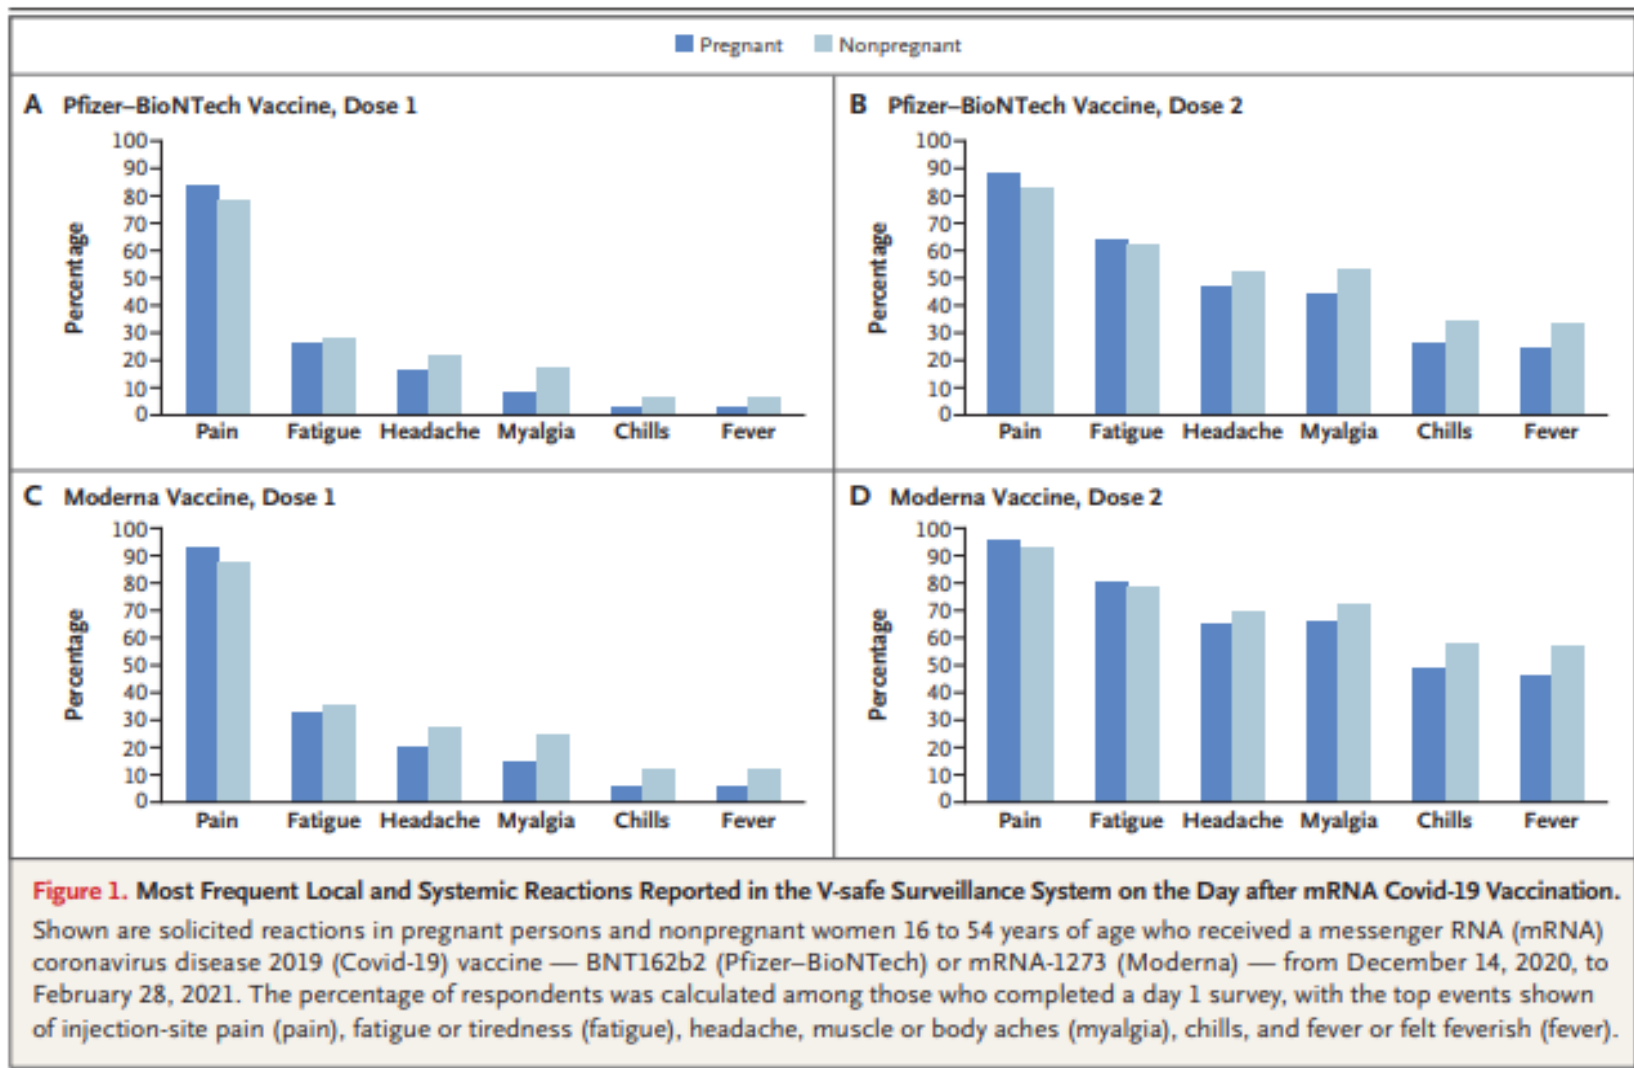 Pregnant Nonpregnant
A Pfizer–BioNTech Vaccine, Dose 1
Percentage
100
90
80
70
60
50
40
30
20
10
0
Pain Fatigue Headache Myalgia Chills Fever
B Pfizer–BioNTech Vaccine, Dose 2
Percentage
100
90
80
70
60
50
40
30
20
10
0
Pain Fatigue Headache Myalgia Chills Fever
C Moderna Vaccine, Dose 1
Percentage
100
90
80
70
60
50
40
30
20
10
0
Pain Fatigue Headache Myalgia Chills Fever
D Moderna Vaccine, Dose 2
Percentage
100
90
80
70
60
50
40
30
20
10
0
Pain Fatigue Headache Myalgia Chills Fever
Figure 1. Most Frequent Local and Systemic Reactions Reported in the V-safe Surveillance System on the Day after mRNA Covid-19 Vaccination.
Shown are solicited reactions in pregnant persons and nonpregnant women 16 to 54 years of age who received a messenger RNA (mRNA)
coronavirus disease 2019 (Covid-19) vaccine — BNT162b2 (Pfizer–BioNTech) or mRNA-1273 (Moderna) — from December 14, 2020, to
February 28, 2021. The percentage of respondents was calculated among those who completed a day 1 survey, with the top events shown
of injection-site pain (pain), fatigue or tiredness (fatigue), headache, muscle or body aches (myalgia), chills, and fever or felt feverish (fever).